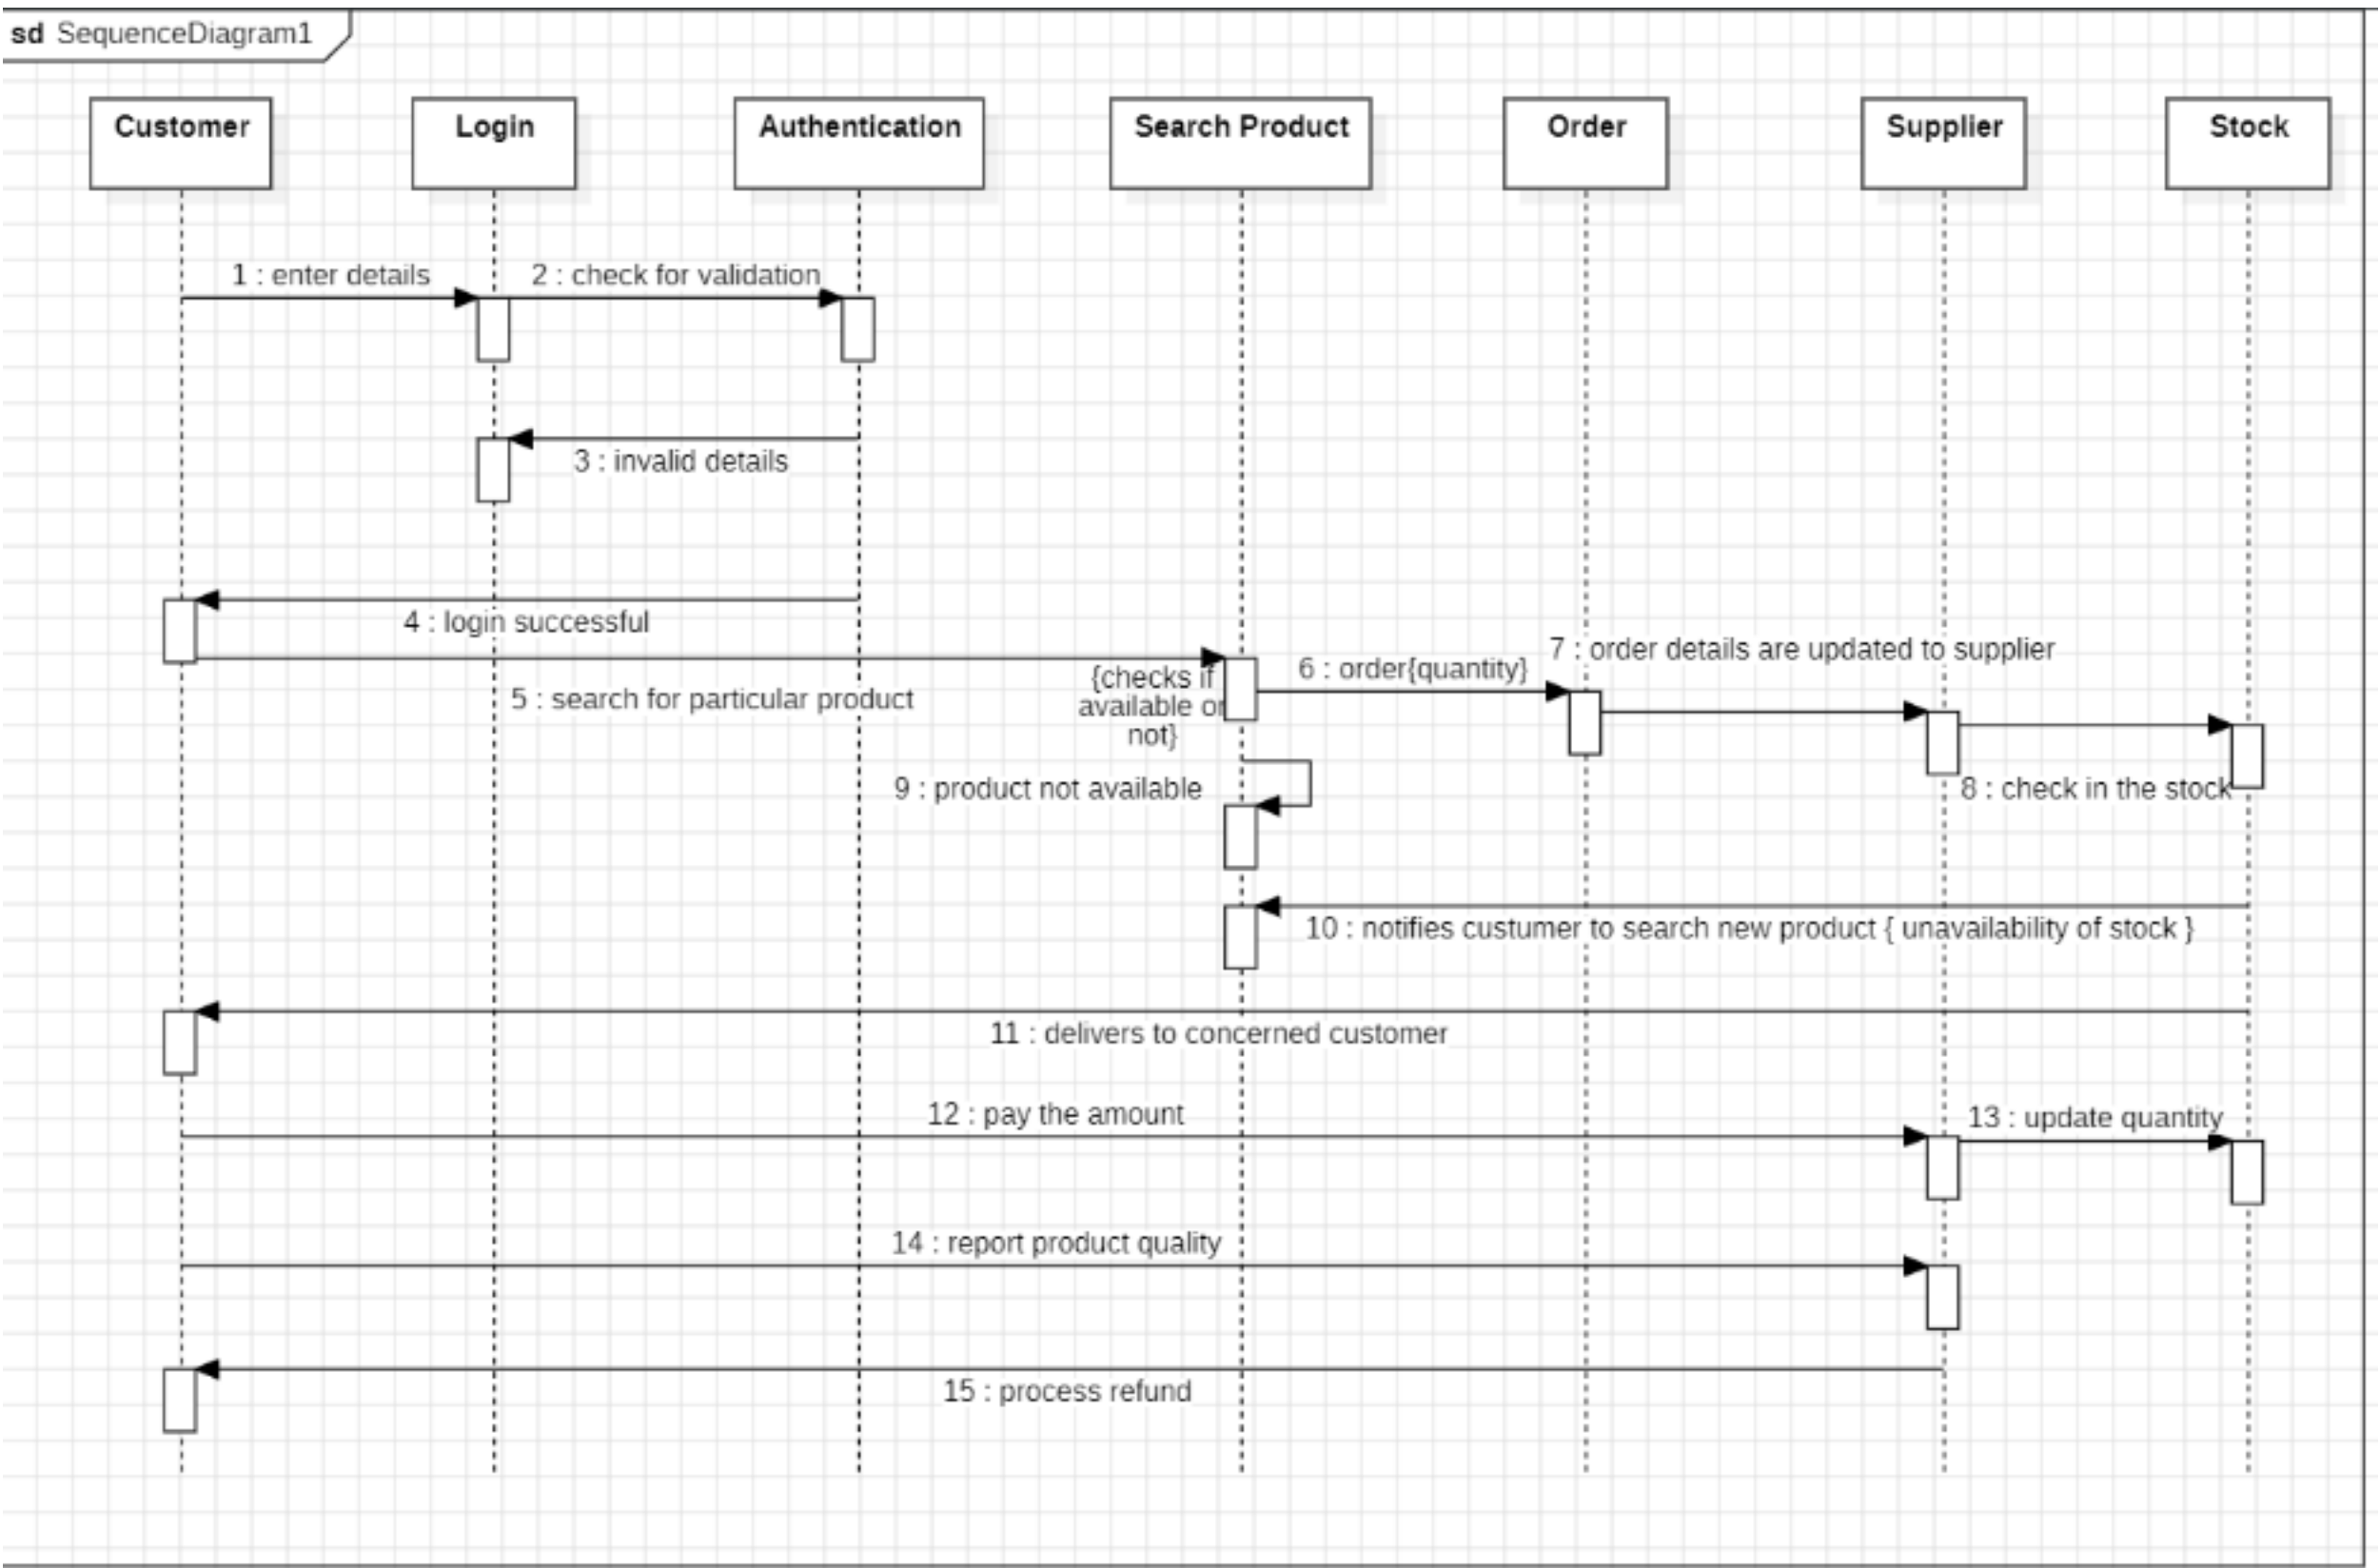 sd SequenceDiagram1
Customer
Login
Authentication
Search Product
Order
Supplier
Stock
1 : enter details
2 : check for validation
3 : invalid details
4 : login successful
5 : search for particular product
{checks if
available or
not}
6 : order{quantity}
7 : order details are updated to supplier
8 : check in the stock
9 : product not available
10 : notifies custumer to search new product { unavailability of stock }
11 : delivers to concerned customer
12 : pay the amount
13 : update quantity
14 : report product quality
15 : process refund